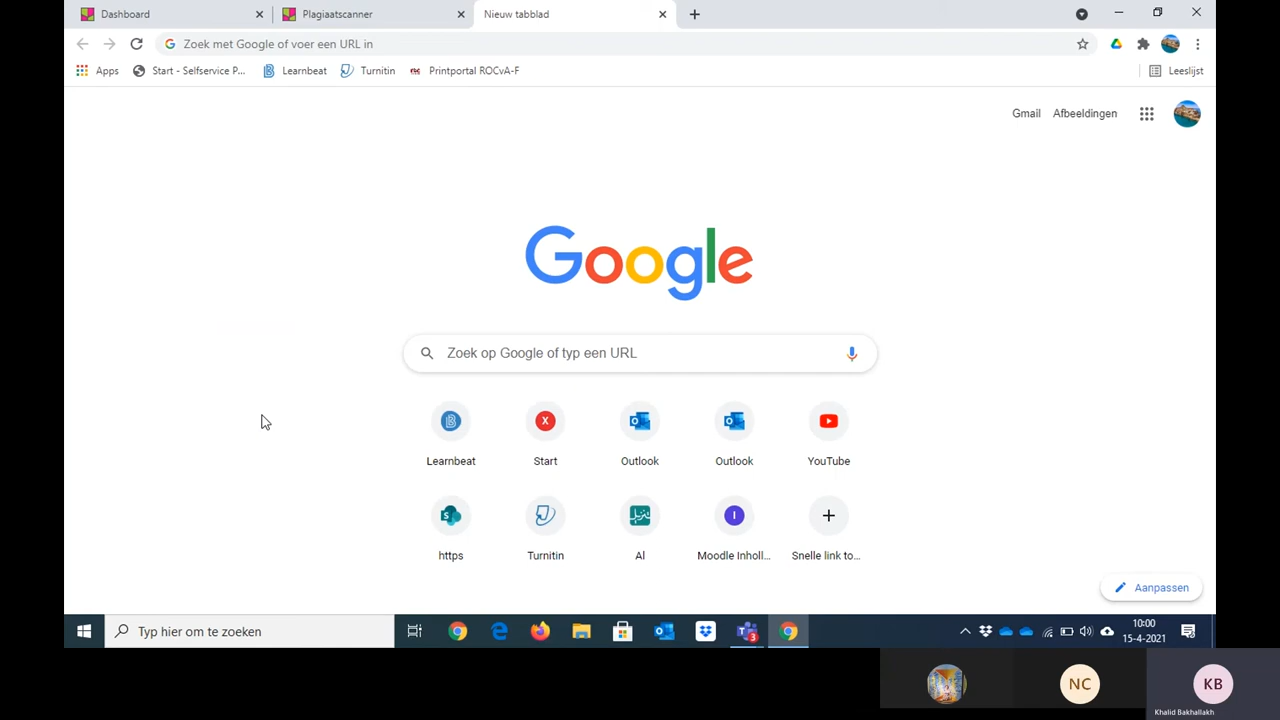 Dashboard
Plagiaatscanner
Nieuw tabblad
Zoek met Google of voer een URL in
Apps
Start - Selfservice P...
Learnbeat
Turnitin
Printportal ROCvA-F
Leeslijst
Gmail
Afbeeldingen
Google
Zoek op Google of typ een URL
Learnbeat
X
Start
Outlook
Outlook
YouTube
https
Turnitin
Al
I
Moodle Inholl...
Snelle link to...
Aanpassen
Typ hier om te zoeken
3
10:00
15-4-2021
NC
KB
Khalid Bakhallakh